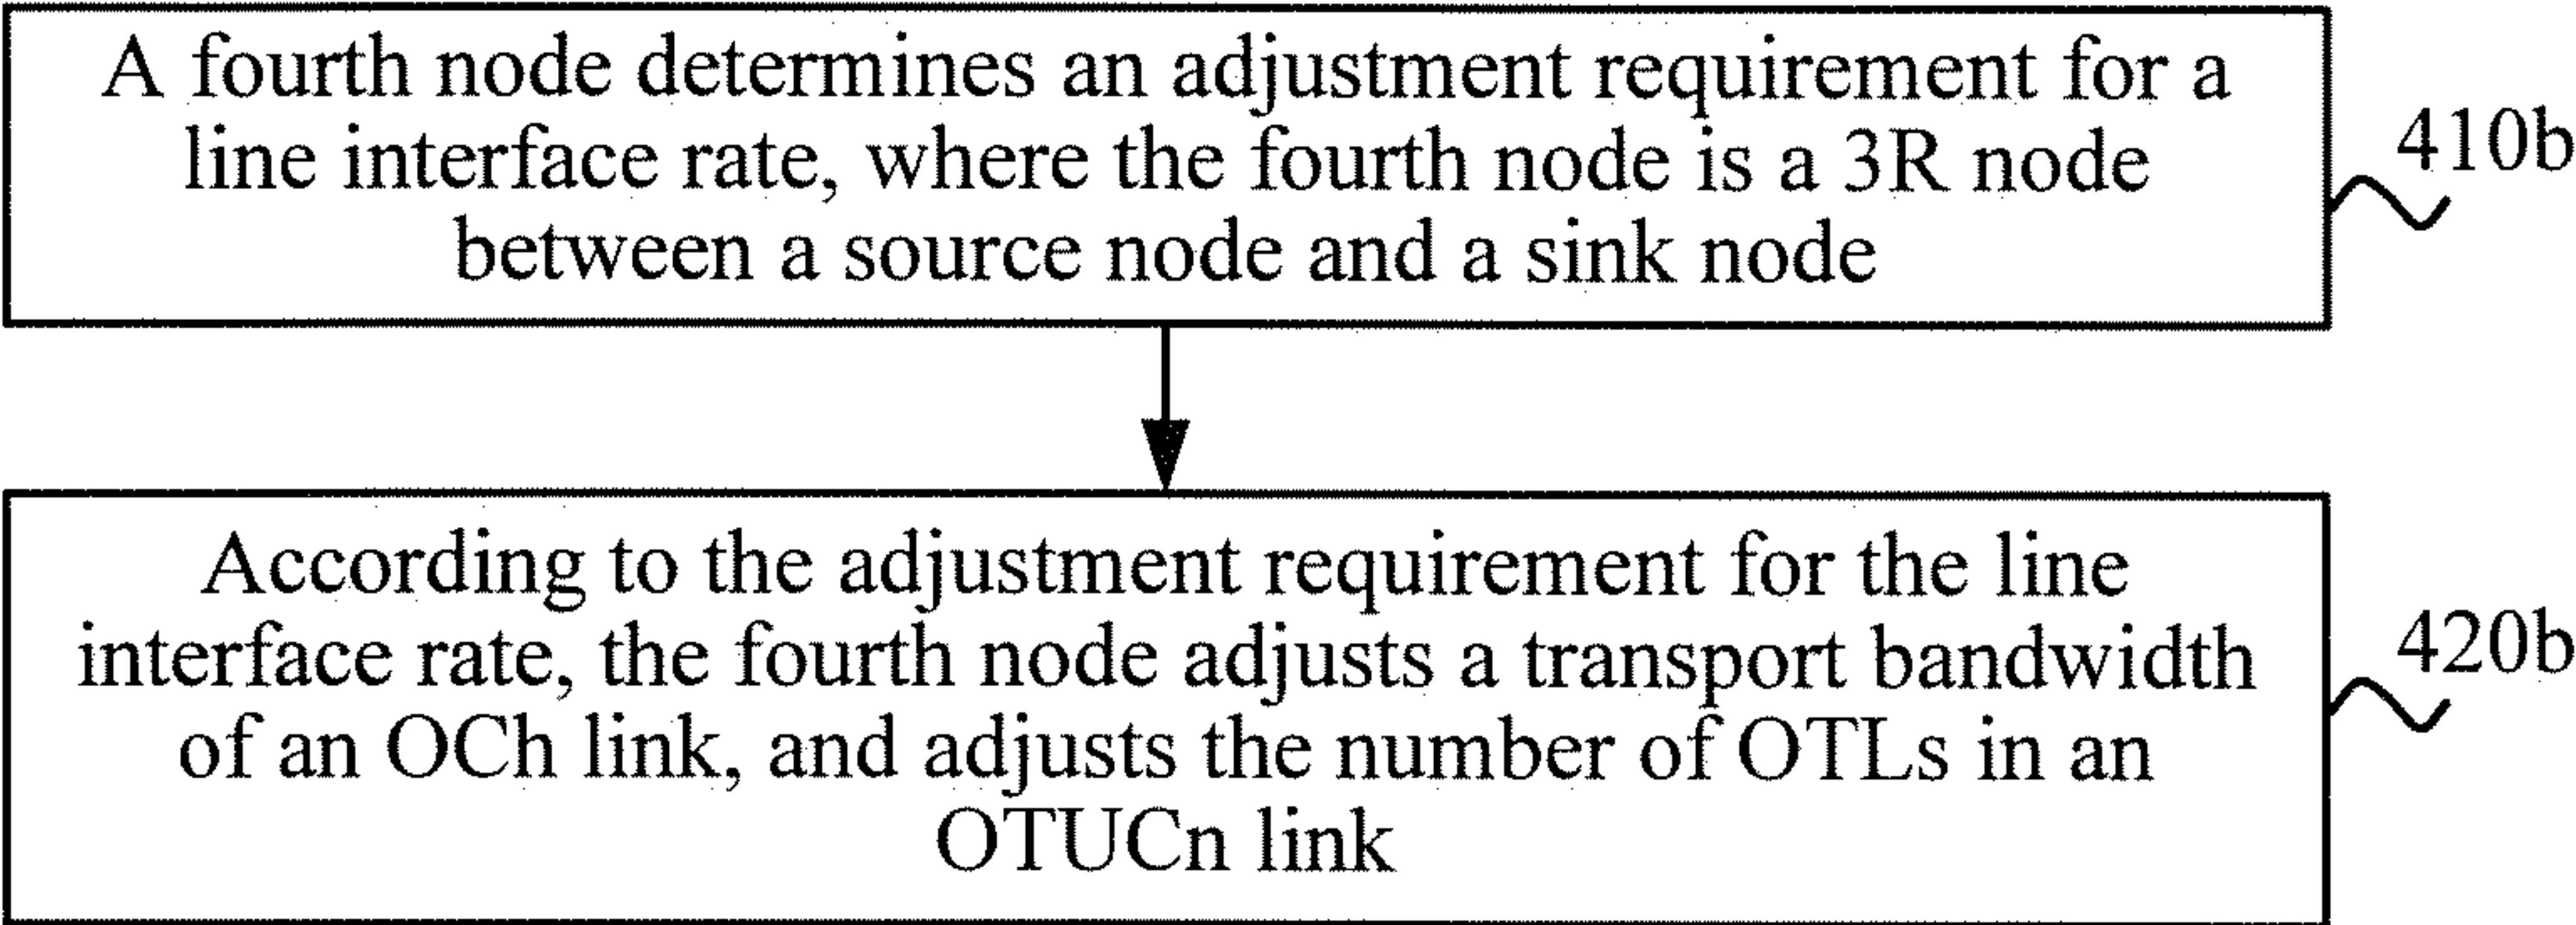 A fourth node determines an adjustment requirement for a
line interface rate, where the fourth node is a 3R node
between a source node and a sink node
410b
According to the adjustment requirement for the line
interface rate, the fourth node adjusts a transport bandwidth
of an OCh link, and adjusts the number of OTLs in an
OTUCn link
420b